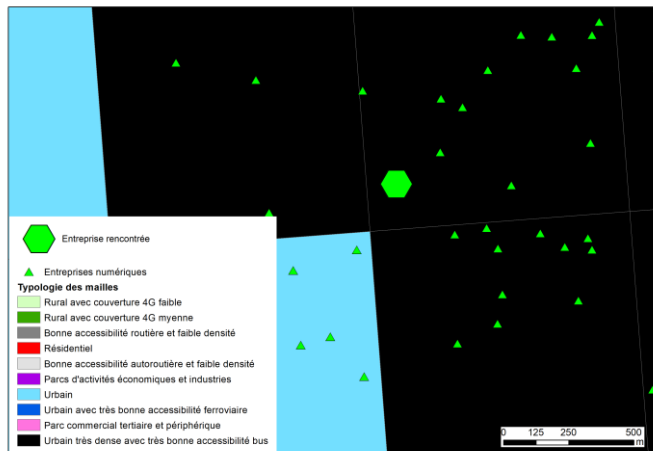 Entreprise rencontrée
Entreprises numériques
Typologie des mailles
Rural avec couverture 4G faible
Rural avec couverture 4G myenne
Bonne accessibilité routière et faible densité
Résidentiel
Bonne accessibilité autoroutière et faible densité
Parcs d'activités économiques et industries
Urbain
Urbain avec très bonne accessibilité ferroviaire
Parc commercial tertiaire et périphérique
Urbain très dense avec très bonne accessibilité bus
0 125 250 500
m